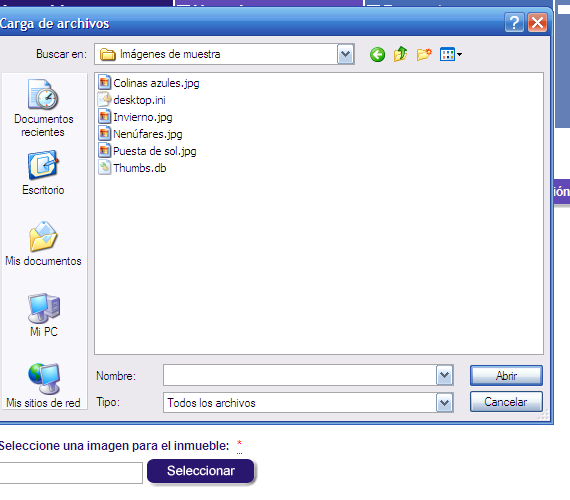 Carga de archivos
Buscar en: Imágenes de muestra
Colinas azules.jpg
desktop.ini
Invierno.jpg
Nenúfares.jpg
Puesta de sol.jpg
Thumbs.db
Documentos
recientes
Escritorio
Mis documentos
Mi PC
Mis sitios de red
Nombre:
Abrir
Tipo: Todos los archivos
Cancelar
ión
Seleccione una imagen para el inmueble: *
Seleccionar